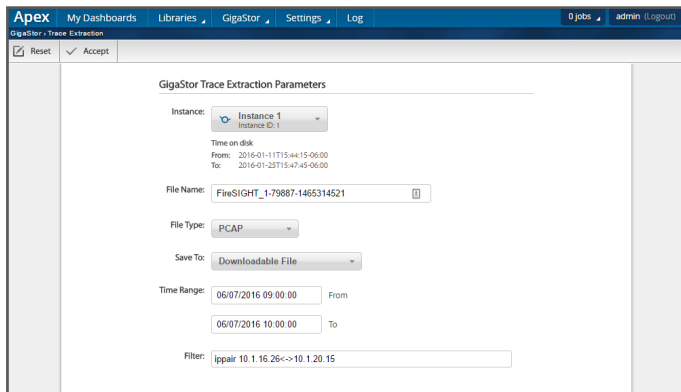 Apex My Dashboards Libraries GigaStor Settings Log 0 jobs admin (Logout)
GigaStor › Trace Extraction
Reset Accept
GigaStor Trace Extraction Parameters
Instance: Instance 1
Instance ID: 1
Time on disk
From: 2016-01-11T15:44:15-06:00
To: 2016-01-25T15:47:45-06:00
File Name: FireSIGHT_1-79887-1465314521
File Type: PCAP
Save To: Downloadable File
Time Range: 06/07/2016 09:00:00 From
06/07/2016 10:00:00 To
Filter: ippair 10.1.16.26<->10.1.20.15